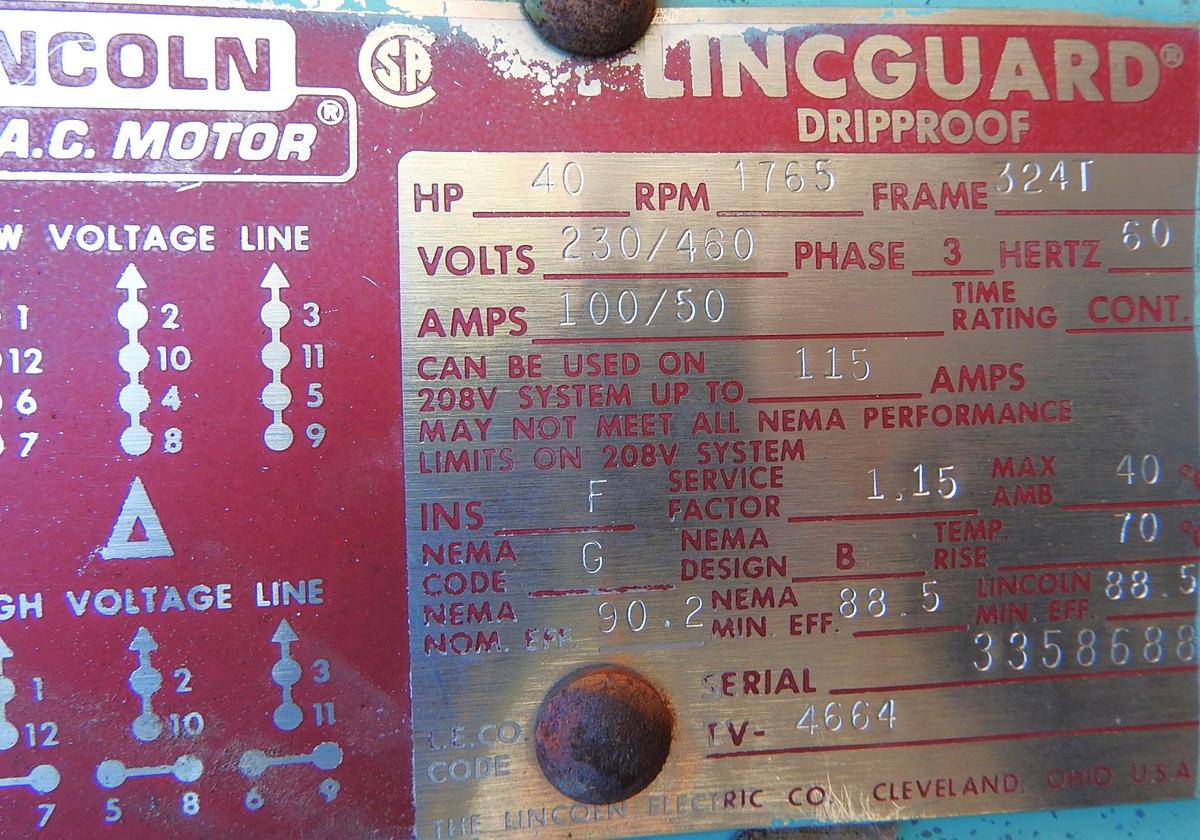 NCOLN
A.C. MOTOR®
SA
LINCGUARD®
DRIPPROOF
W VOLTAGE LINE
1 2 3
12 10 11
6 4 5
7 8 9
Δ
GH VOLTAGE LINE
1 2 3
12 10 11
7 5 8 6 9
HP 40 RPM 1765 FRAME 324T
VOLTS 230/460 PHASE 3 HERTZ 60
AMPS 100/50 TIME RATING CONT.
CAN BE USED ON
208V SYSTEM UP TO 115 AMPS
MAY NOT MEET ALL NEMA PERFORMANCE
LIMITS ON 208V SYSTEM
INS F SERVICE FACTOR 1.15 MAX AMB 40 °
NEMA CODE G NEMA DESIGN B TEMP. RISE 70 °
NEMA NOM. EFF. 90.2 NEMA MIN. EFF. 88.5 LINCOLN MIN. EFF. 88.5
SERIAL 3358688
L.E.CO. CODE IV- 4664
THE LINCOLN ELECTRIC CO. CLEVELAND, OHIO U.S.A